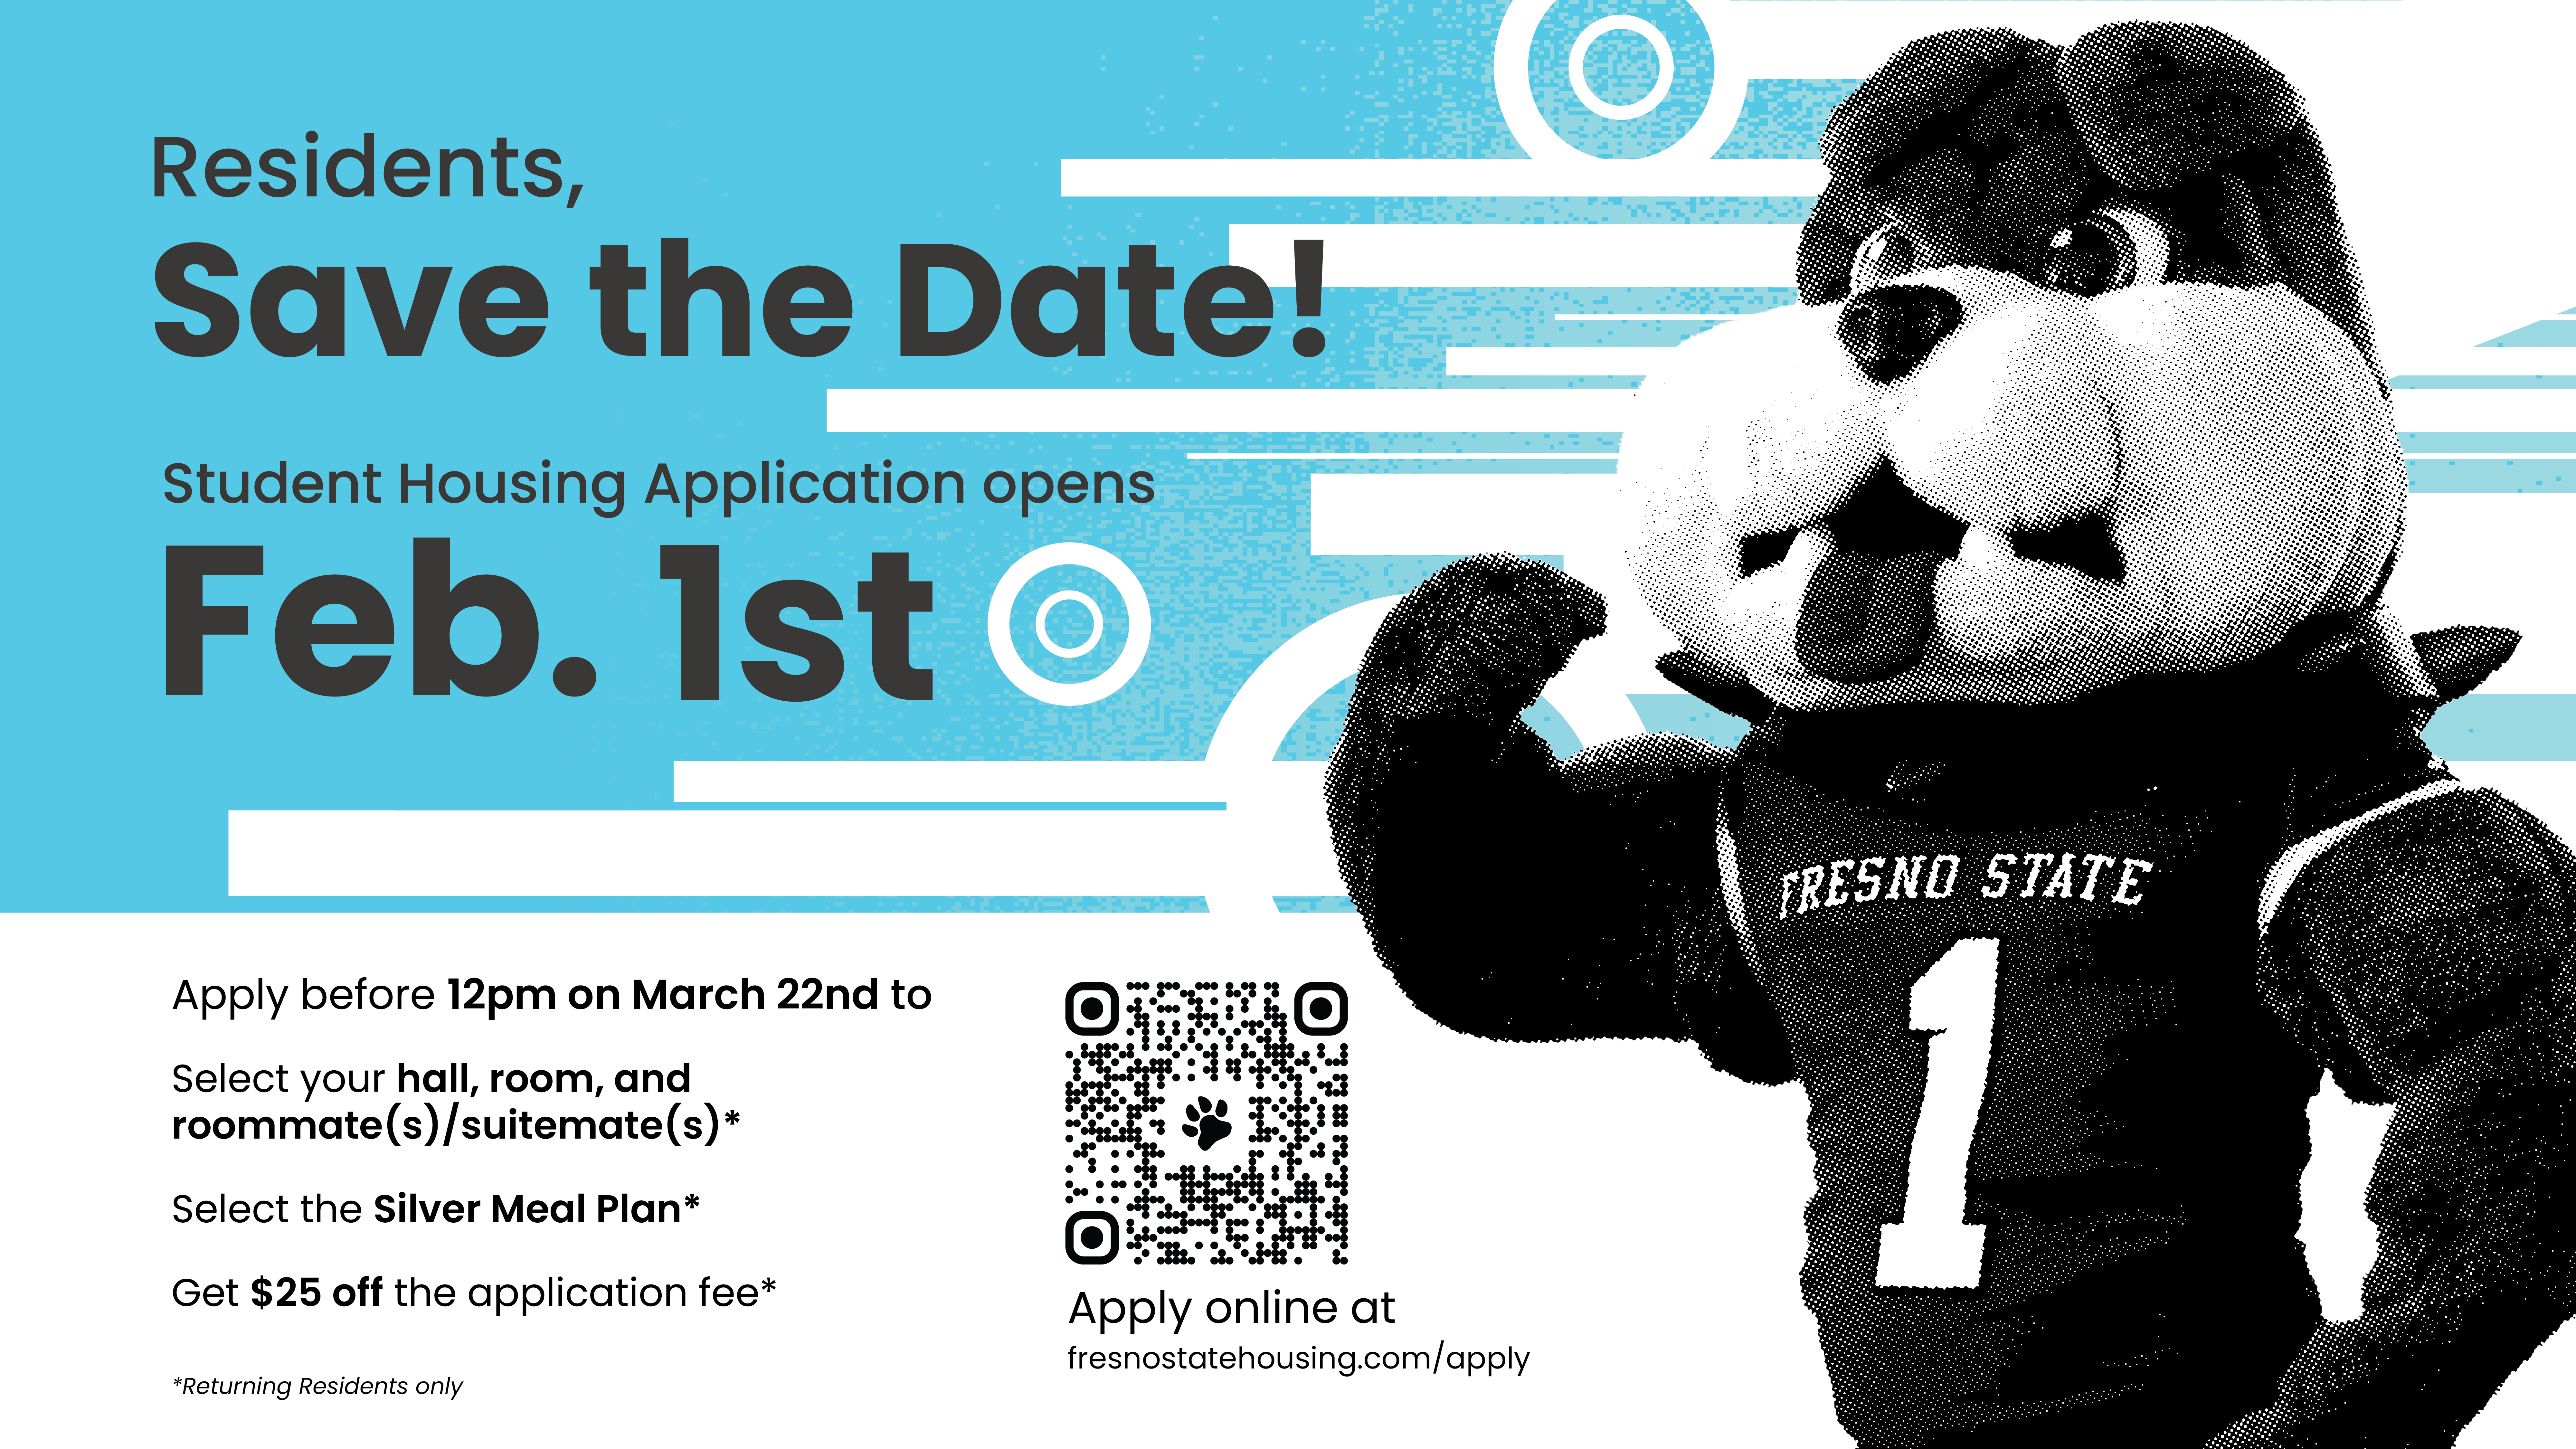 Residents,
Save the Date!
Student Housing Application opens
Feb. 1st
Apply before 12pm on March 22nd to
Select your hall, room, and
roommate(s)/suitemate(s)*
Select the Silver Meal Plan*
Get $25 off the application fee*
*Returning Residents only
Apply online at
fresnostatehousing.com/apply
FRESNO STATE
1